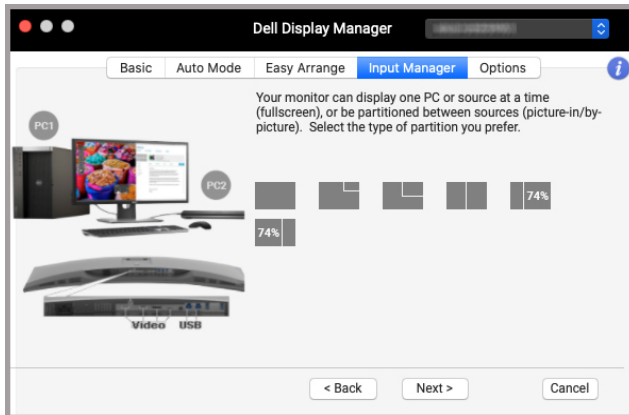 Dell Display Manager
Basic
Auto Mode
Easy Arrange
Input Manager
Options
i
Your monitor can display one PC or source at a time
(fullscreen), or be partitioned between sources (picture-in/by-
picture). Select the type of partition you prefer.
PC1
PC2
74%
74%
Video USB
< Back
Next >
Cancel